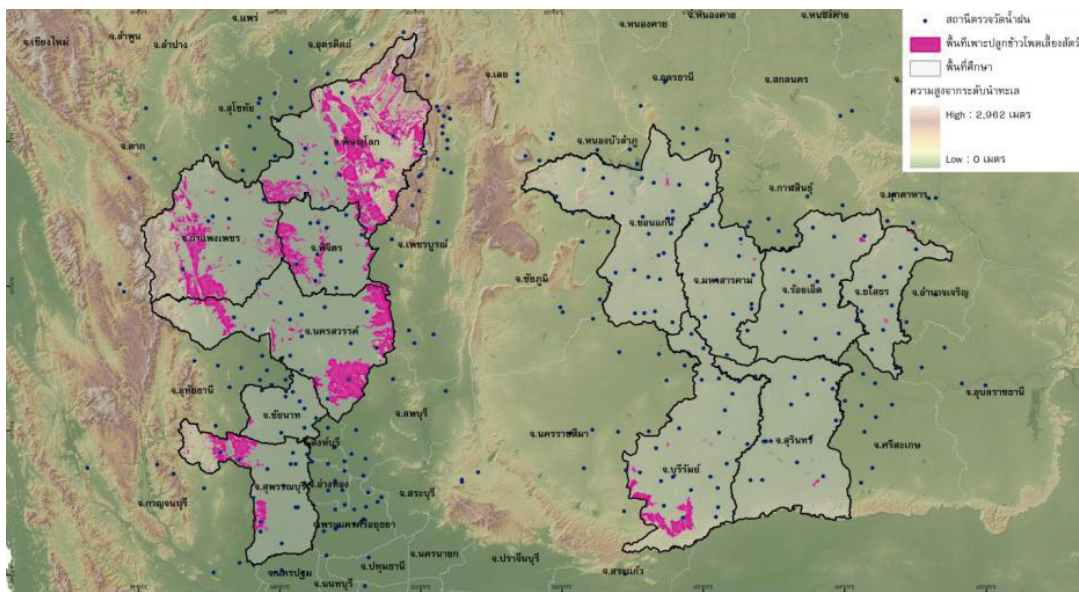 สถานีตรวจวัดน้ำฝน
พื้นที่เพาะปลูกข้าวโพดเลี้ยงสัตว์
พื้นที่ศึกษา
ความสูงจากระดับน้ำทะเล
High : 2,962 เมตร
Low : 0 เมตร
จ.แพร่
จ.ลำพูน
จ.เชียงใหม่
จ.ลำปาง
จ.อุตรดิตถ์
จ.เลย
จ.หนองคาย
จ.หนองคาย
จ.อุดรธานี
จ.สกลนคร
จ.สุโขทัย
จ.ตาก
จ.พิษณุโลก
จ.หนองบัวลำภู
จ.กาฬสินธุ์
จ.มุกดาหาร
จ.กำแพงเพชร
จ.พิจิตร
จ.เพชรบูรณ์
จ.ขอนแก่น
จ.ชัยภูมิ
จ.มหาสารคาม
จ.ร้อยเอ็ด
จ.ยโสธร
จ.อำนาจเจริญ
จ.นครสวรรค์
จ.อุทัยธานี
จ.ชัยนาท
จ.ลพบุรี
จ.อุบลราชธานี
จ.นครราชสีมา
จ.สุรินทร์
จ.ศรีสะเกษ
จ.บุรีรัมย์
จ.สิงห์บุรี
จ.สุพรรณบุรี
จ.อ่างทอง
จ.สระบุรี
จ.กาญจนบุรี
จ.พระนครศรีอยุธยา
จ.นครนายก
จ.ปราจีนบุรี
จ.ปทุมธานี
จ.สระแก้ว
จ.นครปฐม
จ.นนทบุรี